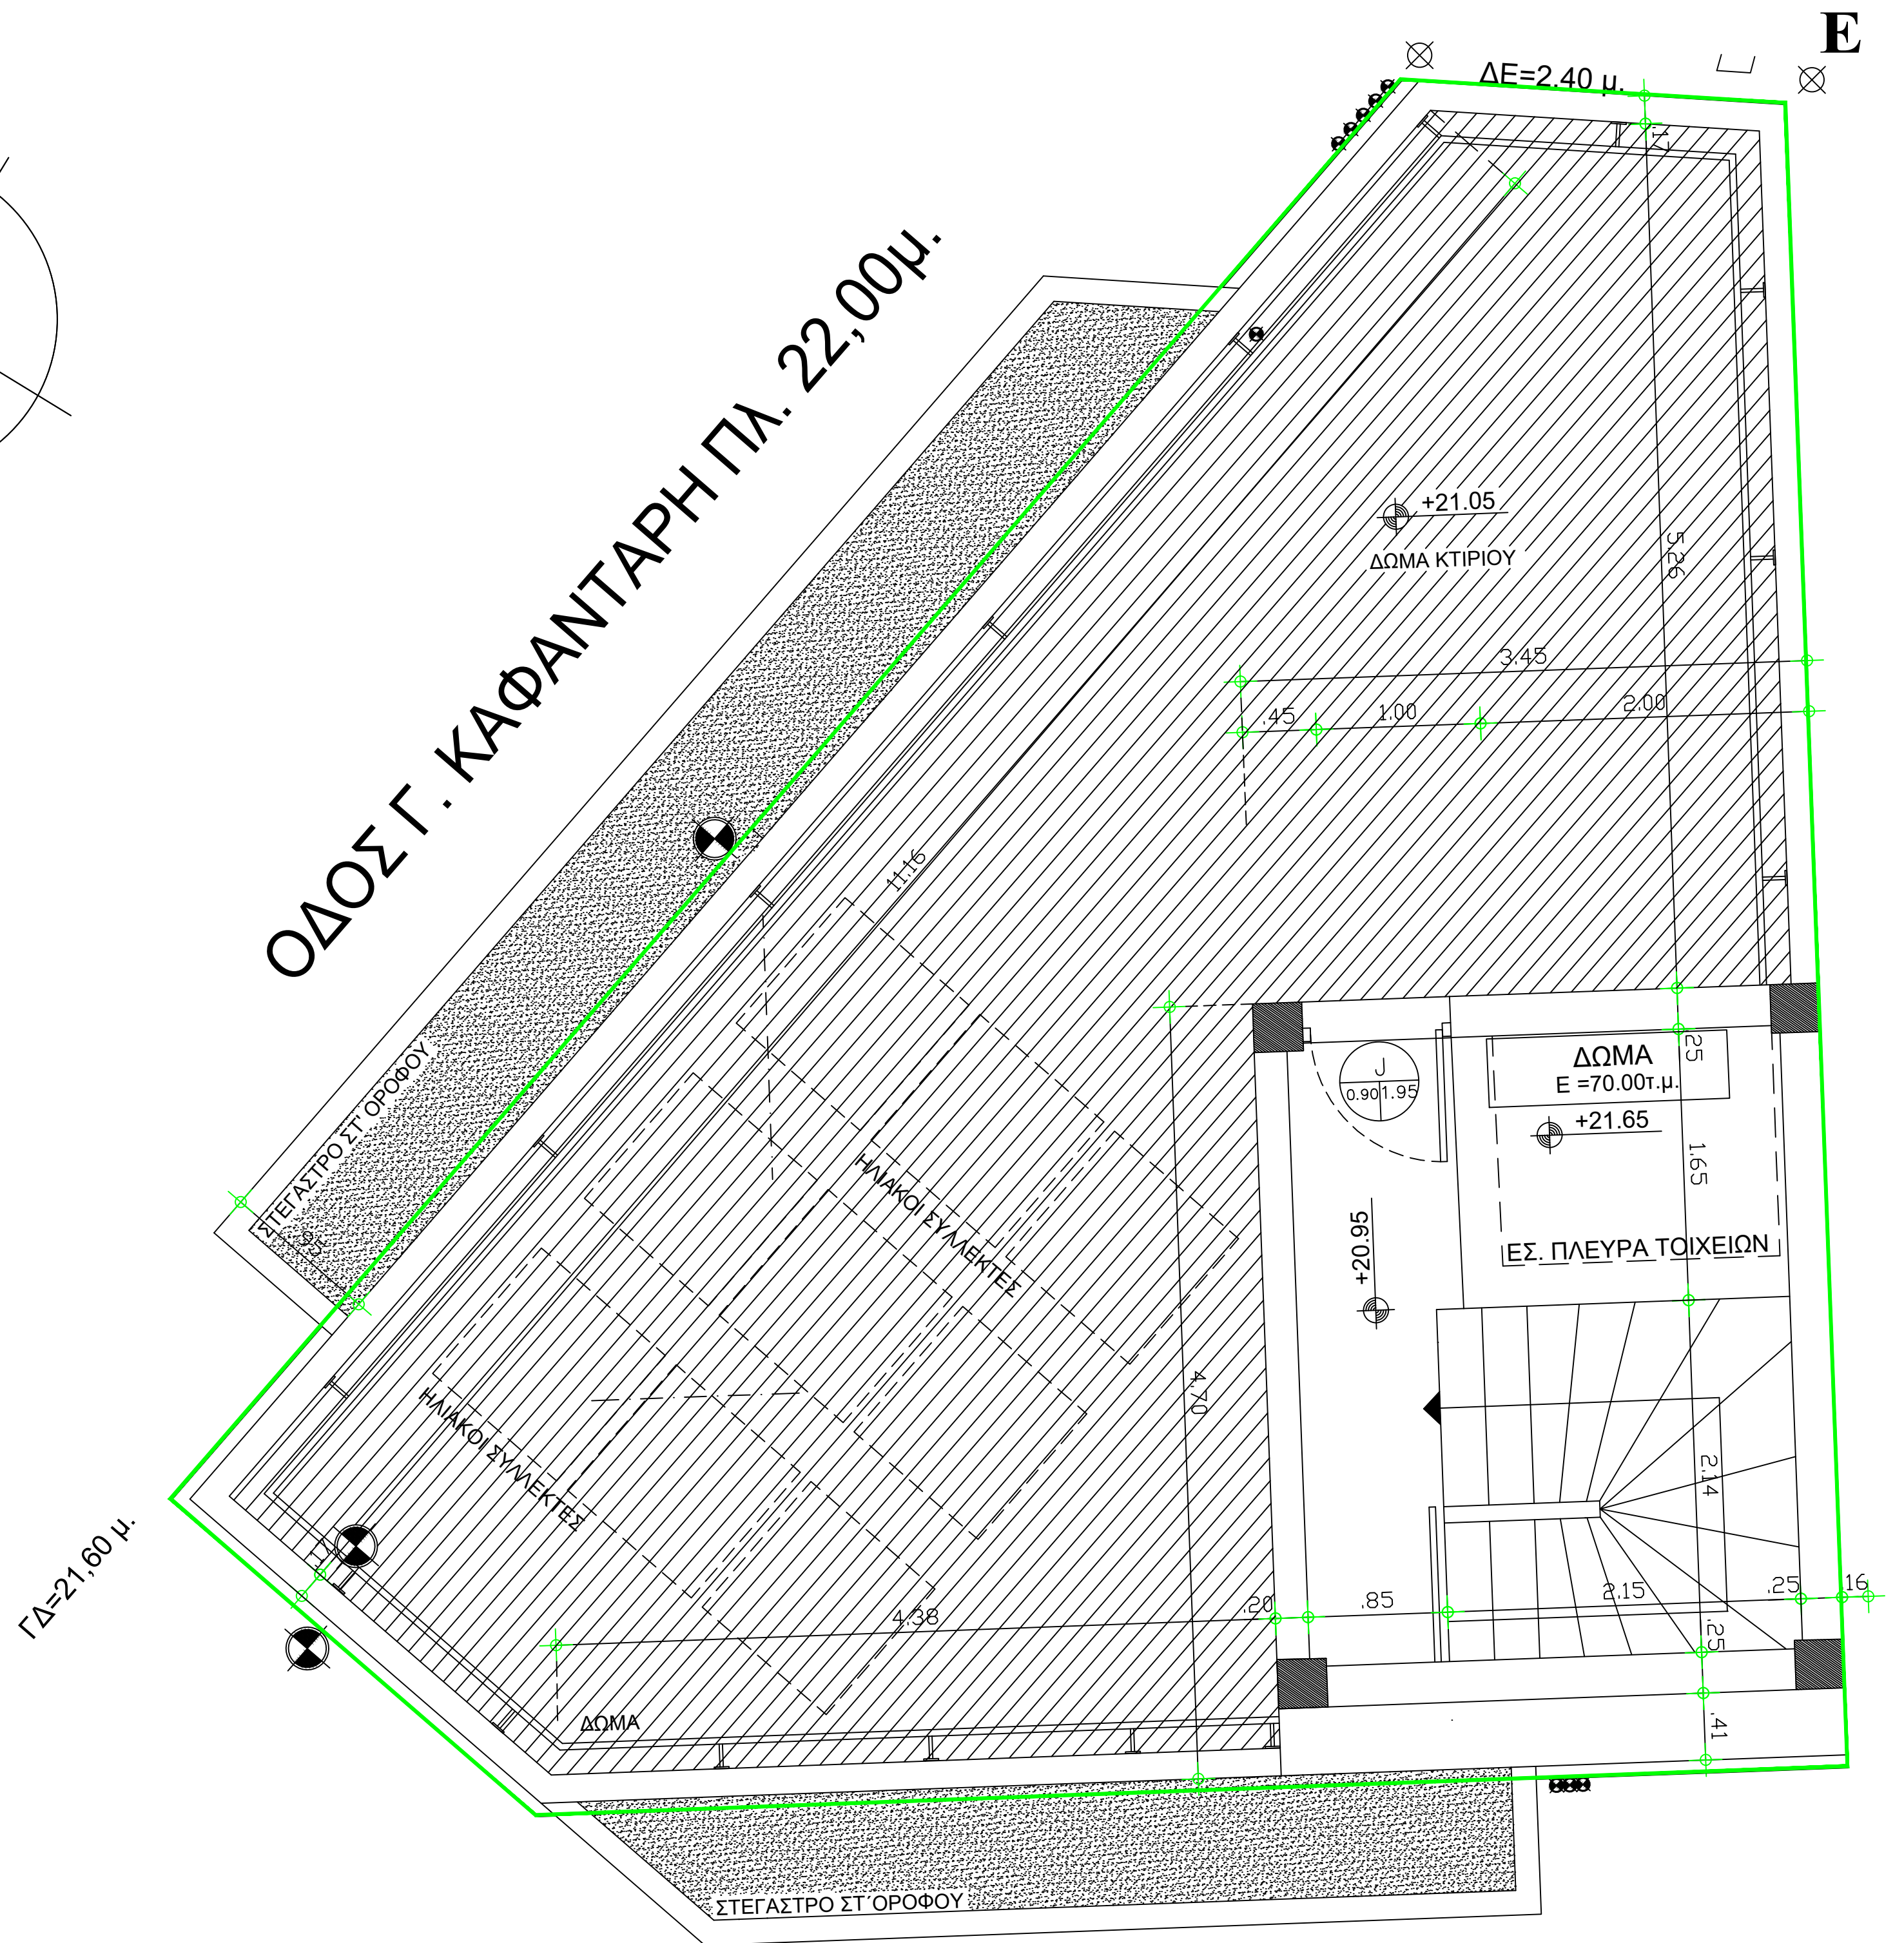 E
ΔΕ=2.40 μ.
.17
ΟΔΟΣ Γ. ΚΑΦΑΝΤΑΡΗ Πλ. 22,00μ.
+21.05
ΔΩΜΑ ΚΤΙΡΙΟΥ
5.26
3.45
.45
1.00
2.00
11.16
ΣΤΕΓΑΣΤΡΟ ΣΤ' ΟΡΟΦΟΥ
.95
.25
ΔΩΜΑ
Ε =70.00τ.μ.
J
0.90
1.95
+21.65
1.65
ΗΛΙΑΚΟΙ ΣΥΛΛΕΚΤΕΣ
+20.95
ΕΣ. ΠΛΕΥΡΑ ΤΟΙΧΕΙΩΝ
4.70
ΗΛΙΑΚΟΙ ΣΥΛΛΕΚΤΕΣ
2.14
ΓΔ=21,60 μ.
4.38
.20
.85
2.15
.25
.16
.25
.41
ΔΩΜΑ
ΣΤΕΓΑΣΤΡΟ ΣΤ΄ΟΡΟΦΟΥ